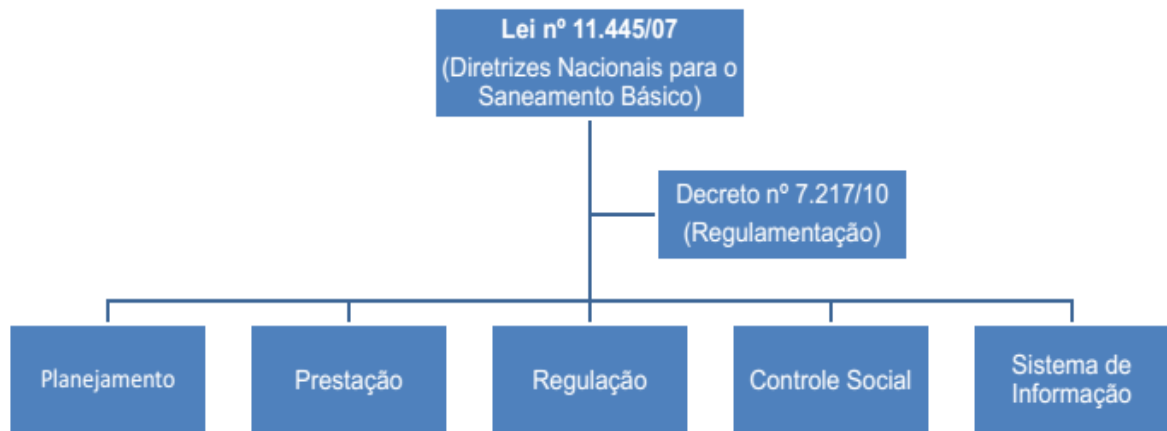 Lei nº 11.445/07
(Diretrizes Nacionais para o
Saneamento Básico)
Decreto nº 7.217/10
(Regulamentação)
Planejamento
Prestação
Regulação
Controle Social
Sistema de
Informação